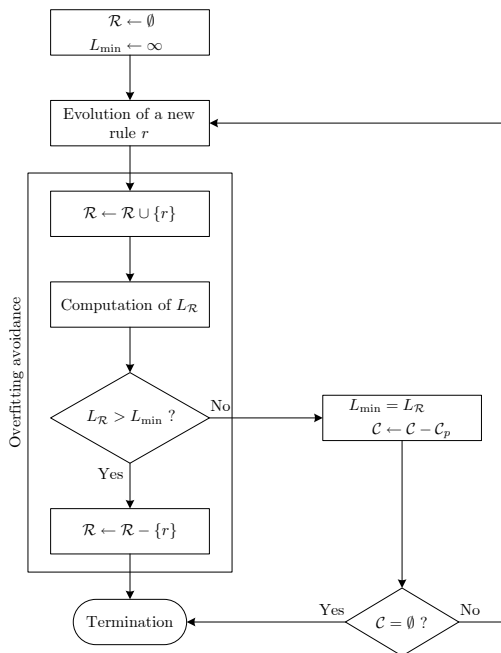 ℛ ← ∅
L_min ← ∞
Evolution of a new
rule r
Overfitting avoidance
ℛ ← ℛ ∪ {r}
Computation of L_ℛ
L_ℛ > L_min ?
No
Yes
L_min = L_ℛ
𝒞 ← 𝒞 − 𝒞_p
ℛ ← ℛ − {r}
Termination
Yes
𝒞 = ∅ ?
No